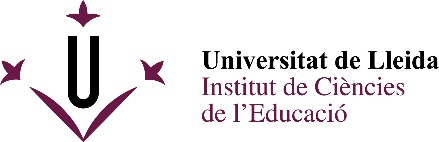 U
Universitat de Lleida
Institut de Ciències
de l'Educació